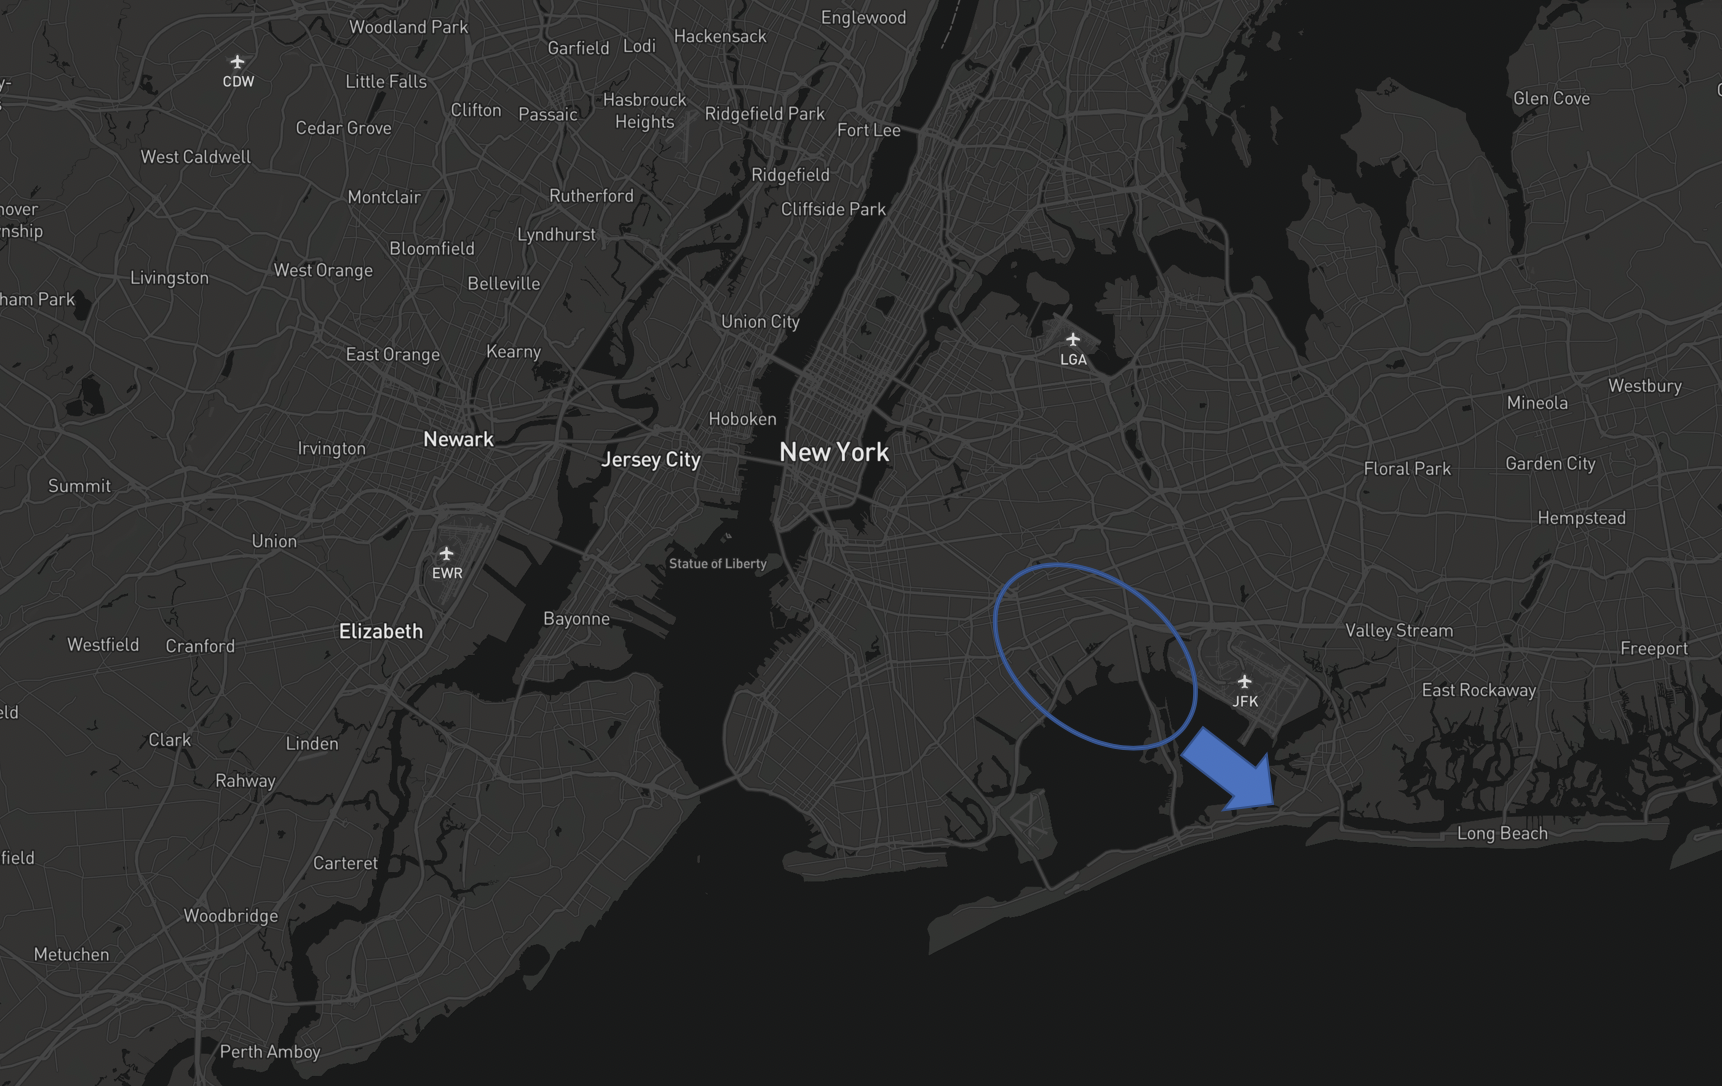 Englewood
Woodland Park
Hackensack
Garfield
Lodi
CDW
Little Falls
y-
Glen Cove
Hasbrouck
Heights
Clifton
Passaic
Ridgefield Park
Cedar Grove
Fort Lee
West Caldwell
Ridgefield
Montclair
Rutherford
Cliffside Park
nover
nship
Lyndhurst
Bloomfield
West Orange
Livingston
Belleville
ham Park
Union City
East Orange
Kearny
LGA
Westbury
Mineola
Hoboken
Newark
Irvington
New York
Jersey City
Floral Park
Garden City
Summit
Hempstead
Union
Statue of Liberty
EWR
Bayonne
Elizabeth
Valley Stream
Westfield
Cranford
Freeport
East Rockaway
JFK
eld
Clark
Linden
Rahway
Long Beach
field
Carteret
Woodbridge
Metuchen
Perth Amboy